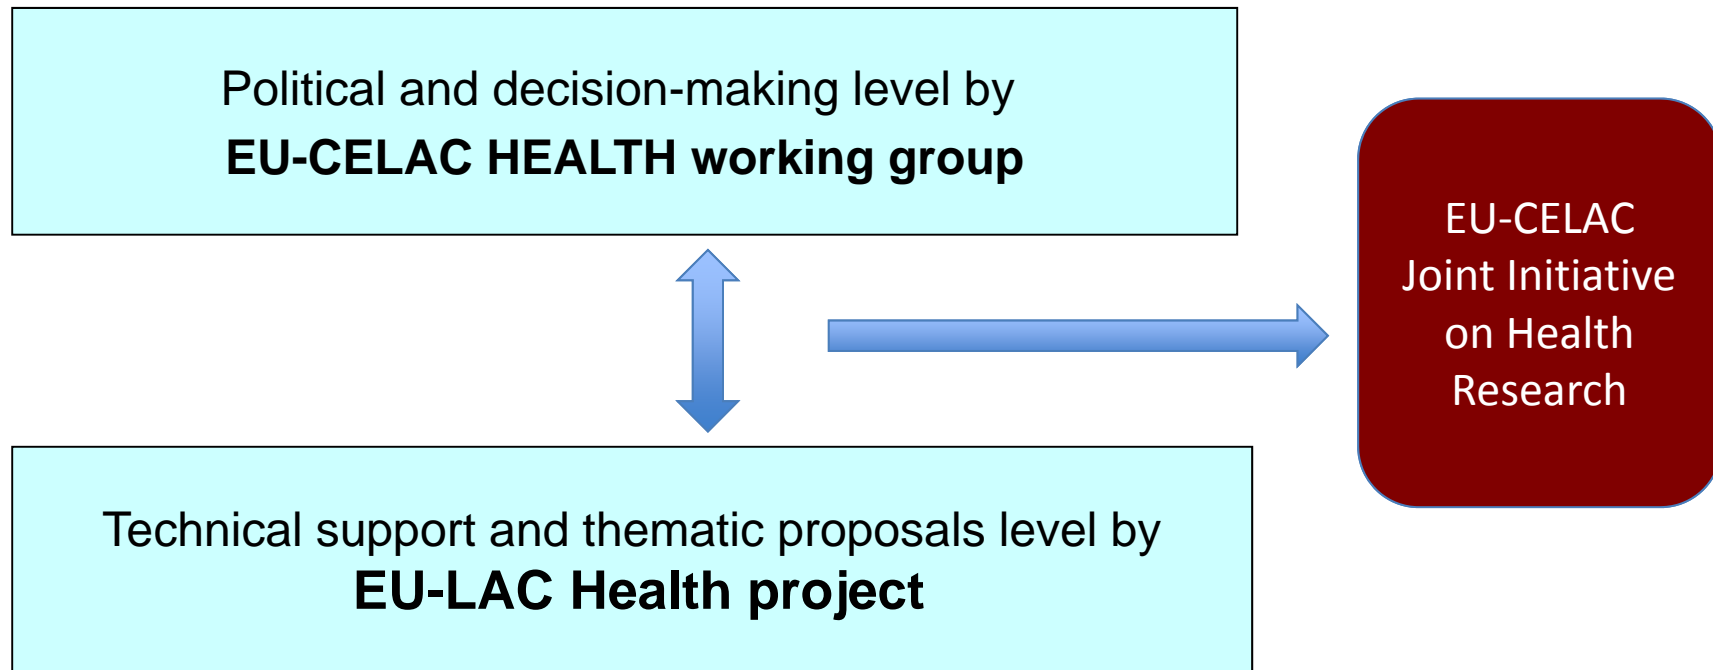 Political and decision-making level by
EU-CELAC HEALTH working group
EU-CELAC
Joint Initiative
on Health
Research
Technical support and thematic proposals level by
EU-LAC Health project